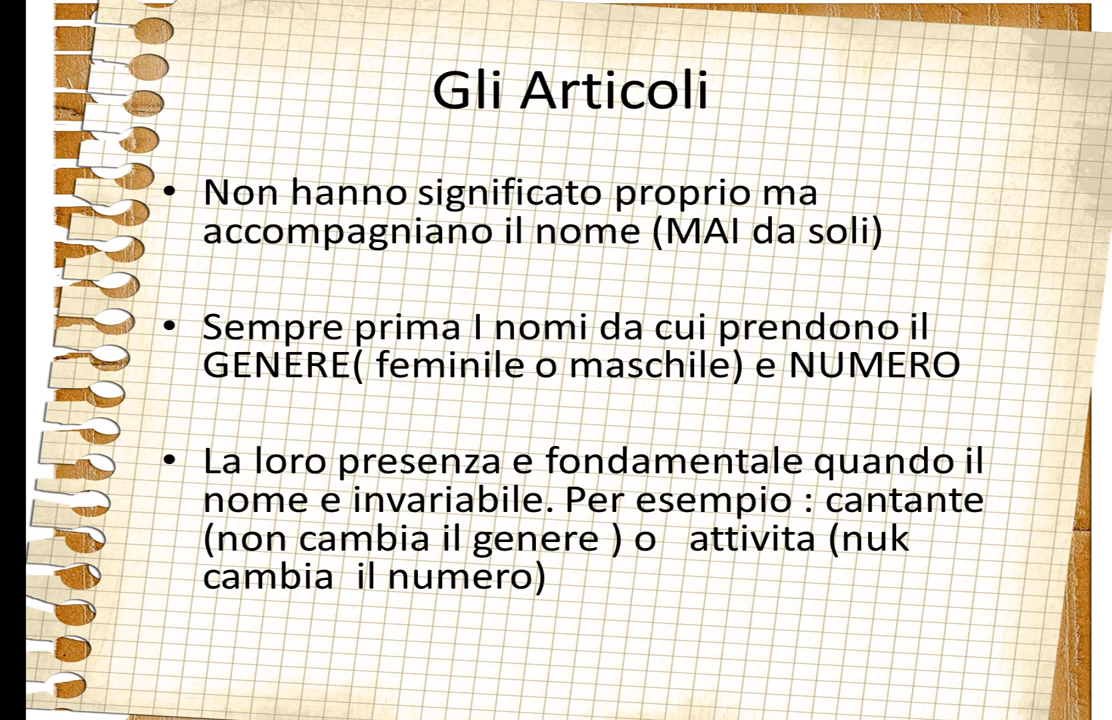 Gli Articoli
• Non hanno significato proprio ma
accompagniano il nome (MAI da soli)
• Sempre prima I nomi da cui prendono il
GENERE( feminile o maschile) e NUMERO
• La loro presenza e fondamentale quando il
nome e invariabile. Per esempio : cantante
(non cambia il genere ) o attivita (nuk
cambia il numero)